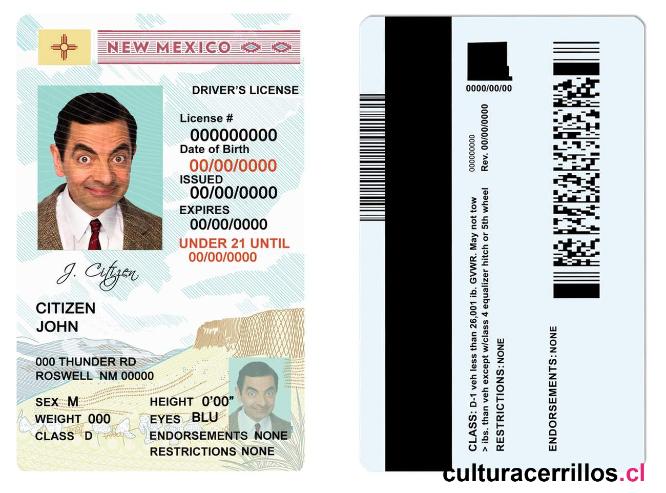 NEW MEXICO
DRIVER'S LICENSE
License #
000000000
Date of Birth
00/00/0000
ISSUED
00/00/0000
EXPIRES
00/00/0000
UNDER 21 UNTIL
00/00/0000
J. Citizen
CITIZEN
JOHN
000 THUNDER RD
ROSWELL NM 00000
SEX M
WEIGHT 000
CLASS D
HEIGHT 0'00"
EYES BLU
ENDORSEMENTS NONE
RESTRICTIONS NONE
0000/00/00
000000000
Rev. 00/00/0000
CLASS: D-1 veh less than 26,001 ib. GVWR. May not tow
> ibs. than veh except w/class 4 equalizer hitch or 5th wheel
RESTRICTIONS: NONE
ENDORSEMENTS: NONE
culturacerrillos.cl